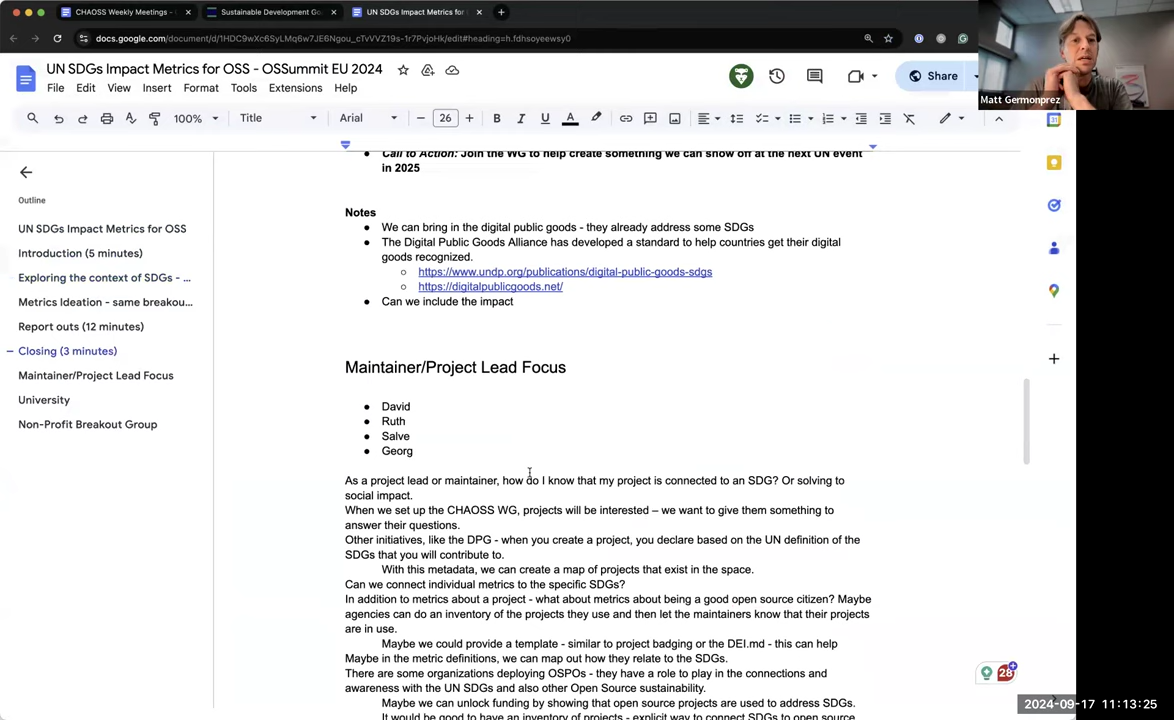 CHAOSS Weekly Meetings -
Sustainable Development Go
UN SDGs Impact Metrics for
docs.google.com/document/d/1HDC9wXc6SyLMq6w7JE6Ngou_cTvVVZ19s-1r7PvjoHk/edit#heading=h.fdhsoyeewsy0
UN SDGs Impact Metrics for OSS - OSSummit EU 2024
File Edit View Insert Format Tools Extensions Help
Share
Matt Germonprez
100% Title Arial 26 B I U A
Outline
UN SDGs Impact Metrics for OSS
Introduction (5 minutes)
Exploring the context of SDGs - ...
Metrics Ideation - same breakou...
Report outs (12 minutes)
Closing (3 minutes)
Maintainer/Project Lead Focus
University
Non-Profit Breakout Group
Call to Action: Join the WG to help create something we can show off at the next UN event
in 2025
Notes
We can bring in the digital public goods - they already address some SDGs
The Digital Public Goods Alliance has developed a standard to help countries get their digital
goods recognized.
https://www.undp.org/publications/digital-public-goods-sdgs
https://digitalpublicgoods.net/
Can we include the impact
Maintainer/Project Lead Focus
David
Ruth
Salve
Georg
As a project lead or maintainer, how do I know that my project is connected to an SDG? Or solving to
social impact.
When we set up the CHAOSS WG, projects will be interested – we want to give them something to
answer their questions.
Other initiatives, like the DPG - when you create a project, you declare based on the UN definition of the
SDGs that you will contribute to.
With this metadata, we can create a map of projects that exist in the space.
Can we connect individual metrics to the specific SDGs?
In addition to metrics about a project - what about metrics about being a good open source citizen? Maybe
agencies can do an inventory of the projects they use and then let the maintainers know that their projects
are in use.
Maybe we could provide a template - similar to project badging or the DEI.md - this can help
Maybe in the metric definitions, we can map out how they relate to the SDGs.
There are some organizations deploying OSPOs - they have a role to play in the connections and
awareness with the UN SDGs and also other Open Source sustainability.
Maybe we can unlock funding by showing that open source projects are used to address SDGs.
It would be good to have an inventory of projects - explicit way to connect SDGs to open source
28
2024-09-17 11:13:25